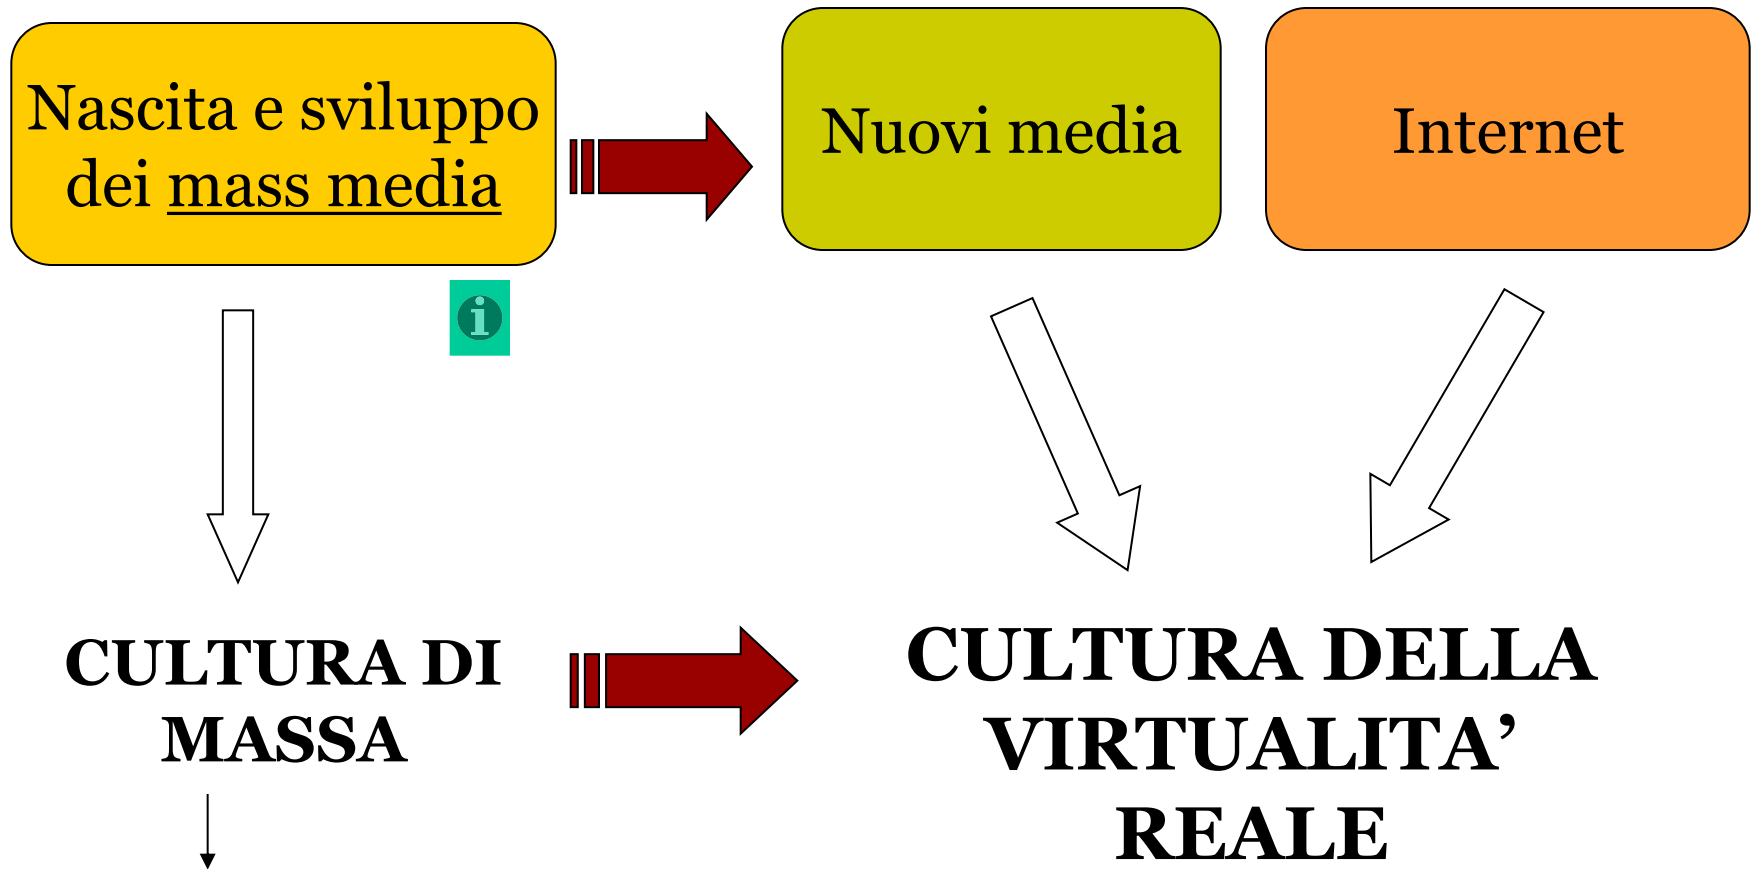 Nascita e sviluppo
dei mass media
Nuovi media
Internet
CULTURA DI
MASSA
CULTURA DELLA
VIRTUALITA’
REALE